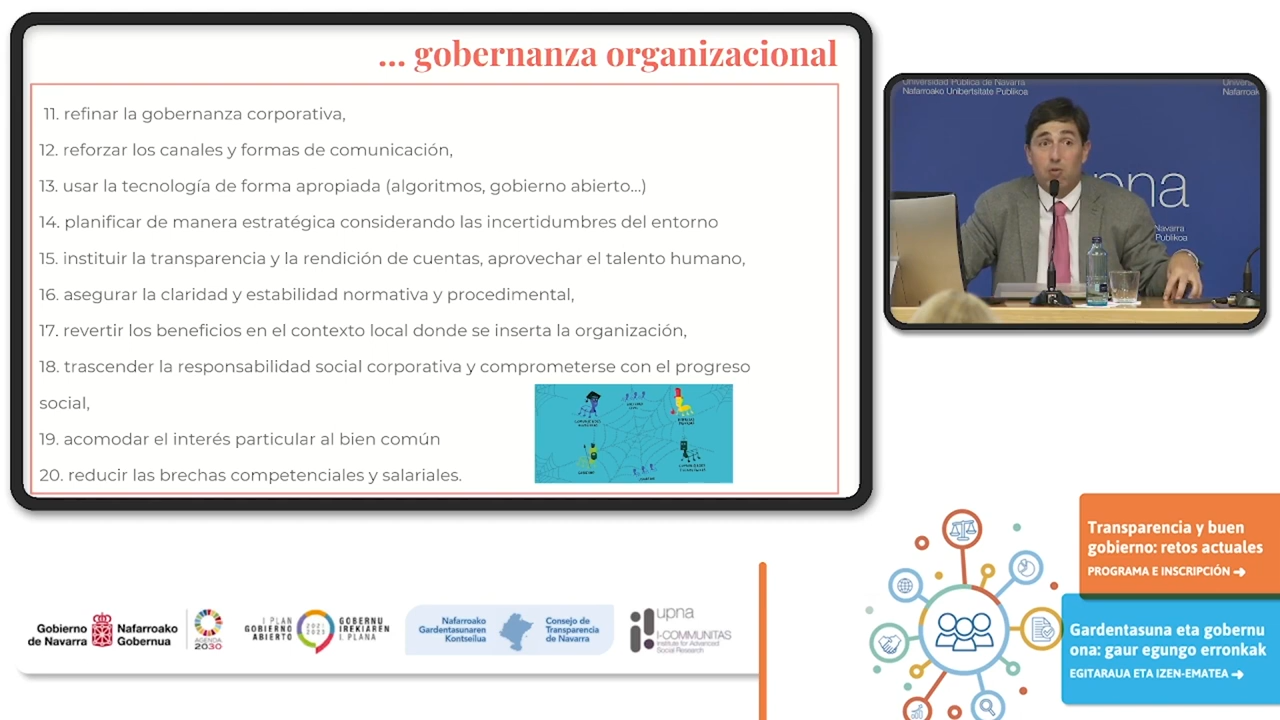 ... gobernanza organizacional
11. refinar la gobernanza corporativa,
12. reforzar los canales y formas de comunicación,
13. usar la tecnología de forma apropiada (algoritmos, gobierno abierto...)
14. planificar de manera estratégica considerando las incertidumbres del entorno
15. instituir la transparencia y la rendición de cuentas, aprovechar el talento humano,
16. asegurar la claridad y estabilidad normativa y procedimental,
17. revertir los beneficios en el contexto local donde se inserta la organización,
18. trascender la responsabilidad social corporativa y comprometerse con el progreso
social,
19. acomodar el interés particular al bien común
20. reducir las brechas competenciales y salariales.
Universidad Pública de Navarra
Nafarroako Unibertsitate Publikoa
Nafarroak
upna
Navarra
Publikoa
Transparencia y buen
gobierno: retos actuales
PROGRAMA E INSCRIPCIÓN ➔
Gardentasuna eta gobernu
ona: gaur egungo erronkak
EGITARAUA ETA IZEN-EMATEA ➔
Gobierno
de Navarra
Nafarroako
Gobernua
AGENDA
2030
I PLAN
GOBIERNO
ABIERTO
2021
2023
GOBERNU
IREKIAREN
I. PLANA
Nafarroako
Gardentasunaren
Kontseilua
Consejo de
Transparencia
de Navarra
upna
I-COMMUNITAS
Institute for Advanced
Social Research